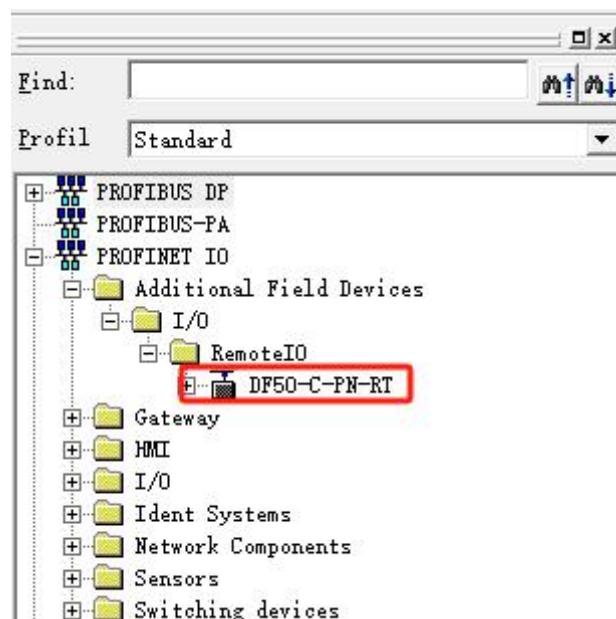 Find:
Profil
Standard
PROFIBUS DP
PROFIBUS-PA
PROFINET IO
Additional Field Devices
I/O
RemoteIO
DF50-C-PN-RT
Gateway
HMI
I/O
Ident Systems
Network Components
Sensors
Switching devices